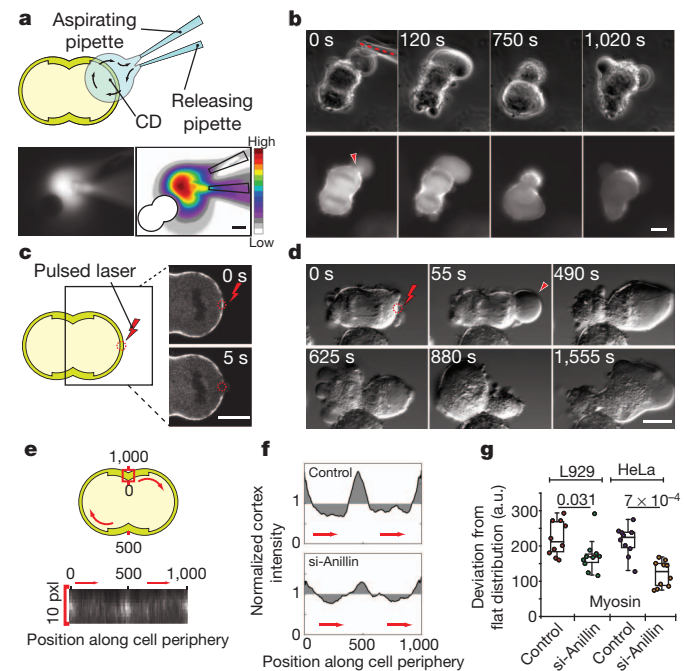 a
Aspirating
pipette
CD
Releasing
pipette
High
Low
b
0 s
120 s
750 s
1,020 s
c
Pulsed laser
0 s
5 s
d
0 s
55 s
490 s
625 s
880 s
1,555 s
e
1,000
0
500
0
500
1,000
10 pxl
Position along cell periphery
f
Normalized cortex
intensity
Control
1
si-Anillin
1
0
0
500
1,000
Position along cell periphery
g
L929
HeLa
0.031
7 × 10⁻⁴
Deviation from
flat distribution (a.u.)
350
300
200
100
0
Myosin
Control
si-Anillin
Control
si-Anillin